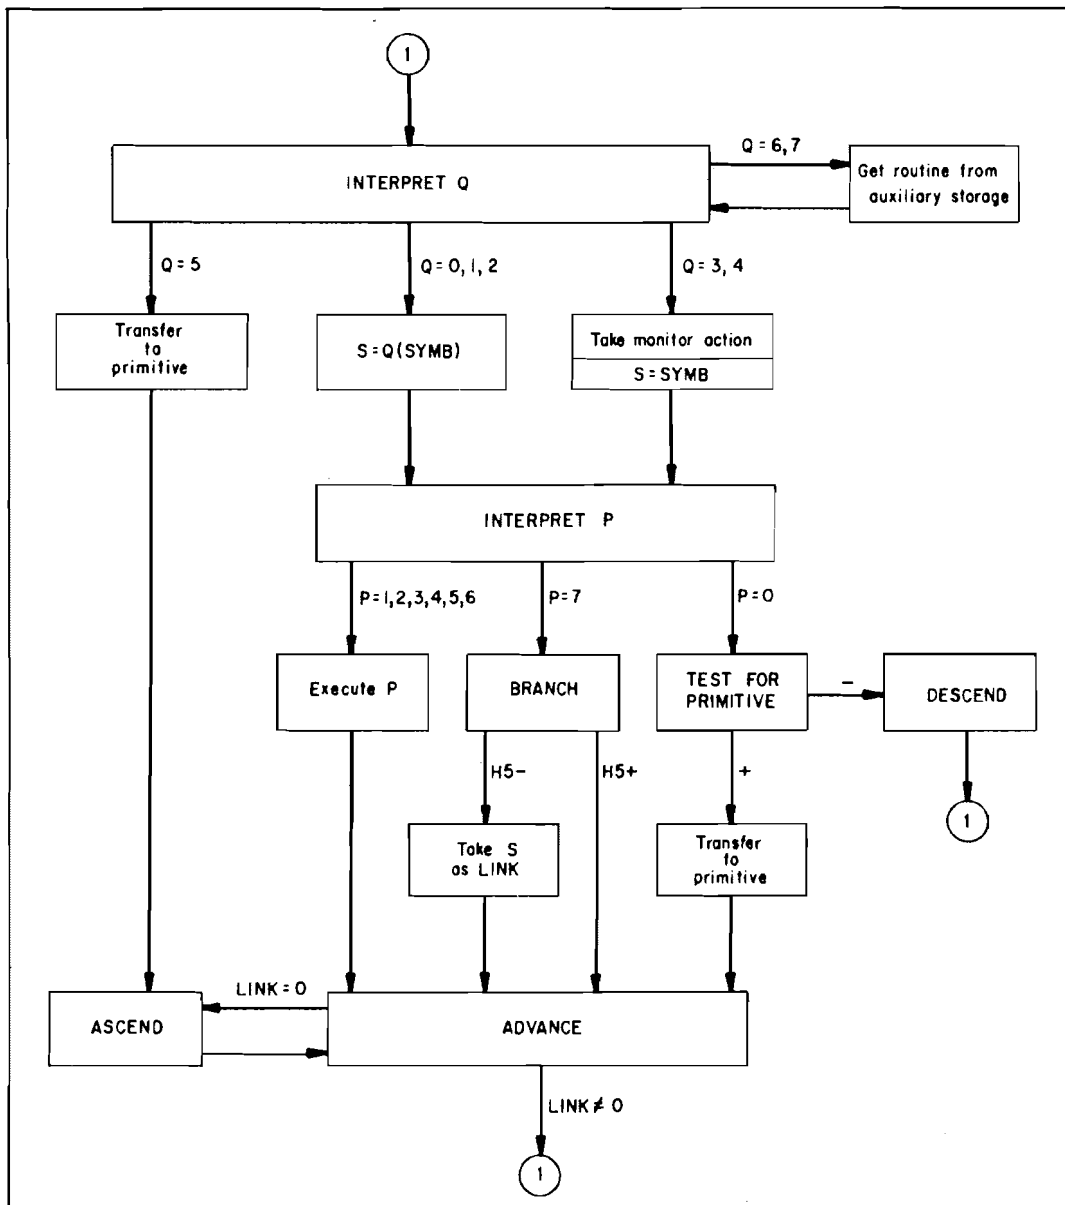 1
INTERPRET Q
Q = 6, 7
Get routine from
auxiliary storage
Q = 5
Q = 0, 1, 2
Q = 3, 4
Transfer
to
primitive
S = Q (SYMB)
Take monitor action
S = SYMB
INTERPRET P
P = 1, 2, 3, 4, 5, 6
P = 7
P = 0
Execute P
BRANCH
TEST FOR
PRIMITIVE
−
DESCEND
H5−
H5+
+
1
Take S
as LINK
Transfer
to
primitive
LINK = 0
ASCEND
ADVANCE
LINK ≠ 0
1